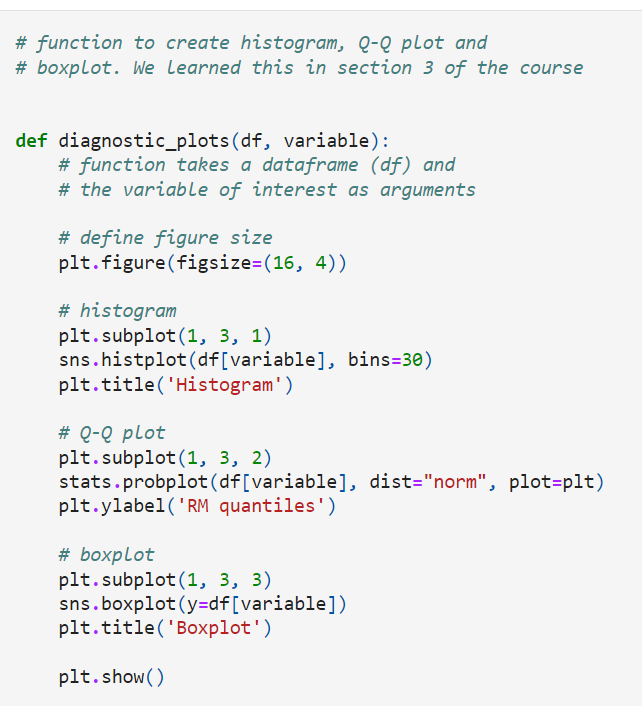 # function to create histogram, Q-Q plot and
# boxplot. We learned this in section 3 of the course
def diagnostic_plots(df, variable):
    # function takes a dataframe (df) and
    # the variable of interest as arguments
    # define figure size
    plt.figure(figsize=(16, 4))
    # histogram
    plt.subplot(1, 3, 1)
    sns.histplot(df[variable], bins=30)
    plt.title('Histogram')
    # Q-Q plot
    plt.subplot(1, 3, 2)
    stats.probplot(df[variable], dist="norm", plot=plt)
    plt.ylabel('RM quantiles')
    # boxplot
    plt.subplot(1, 3, 3)
    sns.boxplot(y=df[variable])
    plt.title('Boxplot')
    plt.show()